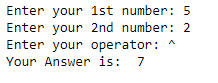 Enter your 1st number: 5
Enter your 2nd number: 2
Enter your operator: ^
Your Answer is:  7